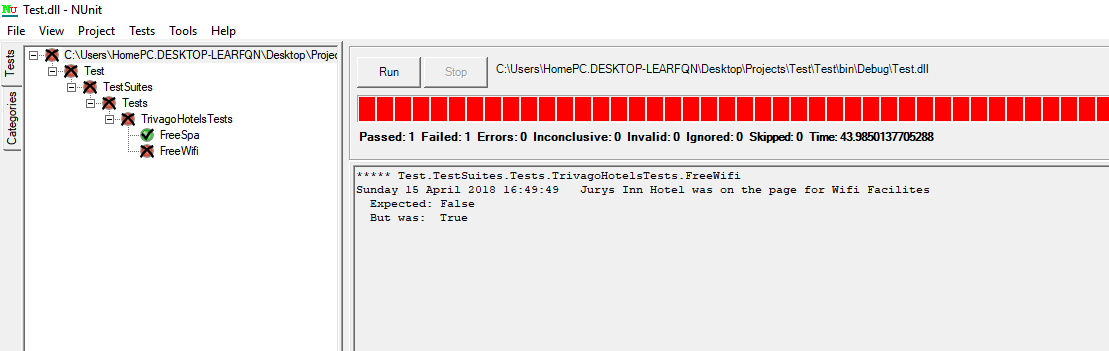 NU Test.dll - NUnit
File View Project Tests Tools Help
Tests
Categories
C:\Users\HomePC.DESKTOP-LEARFQN\Desktop\Projec
Test
TestSuites
Tests
TrivagoHotelsTests
FreeSpa
FreeWifi
Run Stop C:\Users\HomePC.DESKTOP-LEARFQN\Desktop\Projects\Test\Test\bin\Debug\Test.dll
Passed: 1 Failed: 1 Errors: 0 Inconclusive: 0 Invalid: 0 Ignored: 0 Skipped: 0 Time: 43.9850137705288
***** Test.TestSuites.Tests.TrivagoHotelsTests.FreeWifi
Sunday 15 April 2018 16:49:49 Jurys Inn Hotel was on the page for Wifi Facilites
Expected: False
But was: True